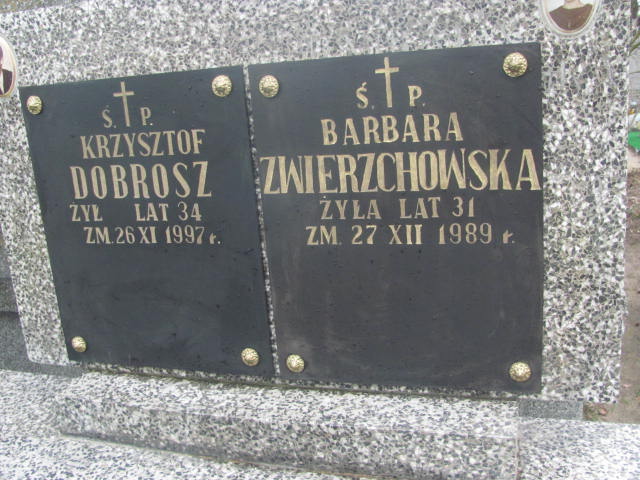 Ś. P.
KRZYSZTOF
DOBROSZ
ŻYŁ LAT 34
ZM. 26 XI 1997 r.
Ś. P.
BARBARA
ZWIERZCHOWSKA
ŻYŁA LAT 31
ZM. 27 XII 1989 r.